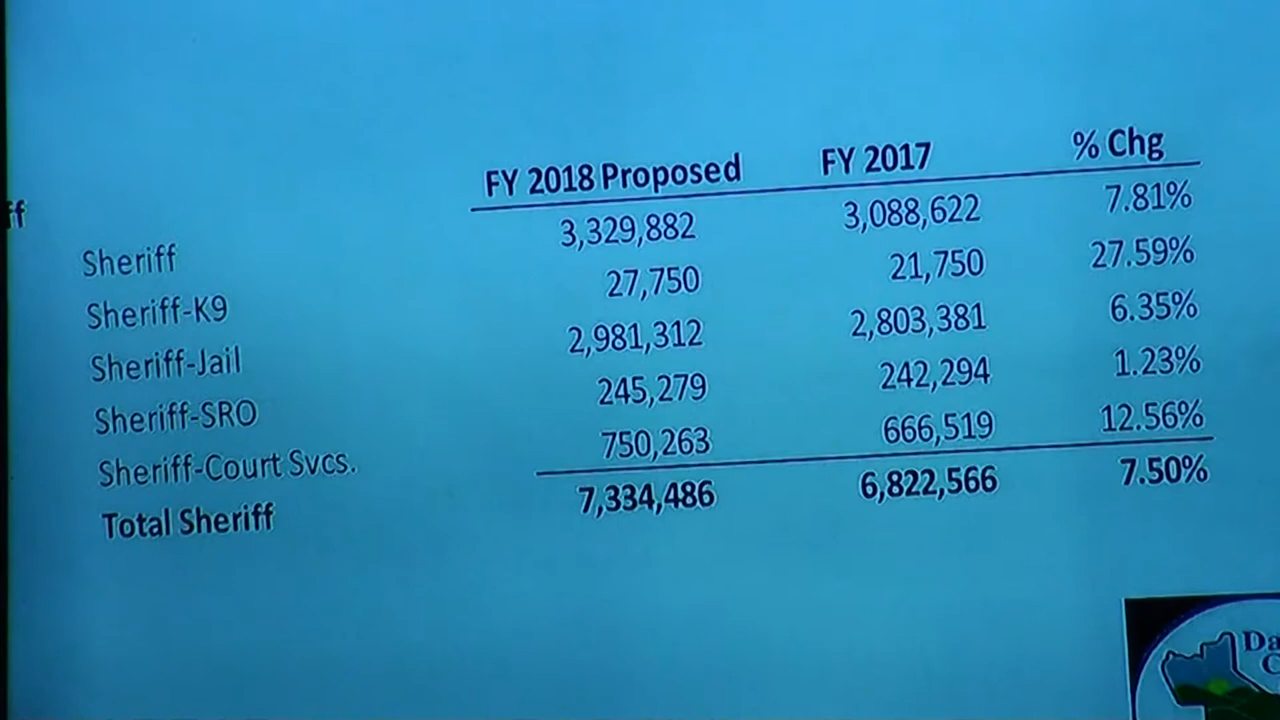 FY 2018 Proposed FY 2017 % Chg
ff
Sheriff 3,329,882 3,088,622 7.81%
Sheriff-K9 27,750 21,750 27.59%
Sheriff-Jail 2,981,312 2,803,381 6.35%
Sheriff-SRO 245,279 242,294 1.23%
Sheriff-Court Svcs. 750,263 666,519 12.56%
Total Sheriff 7,334,486 6,822,566 7.50%
Da
C